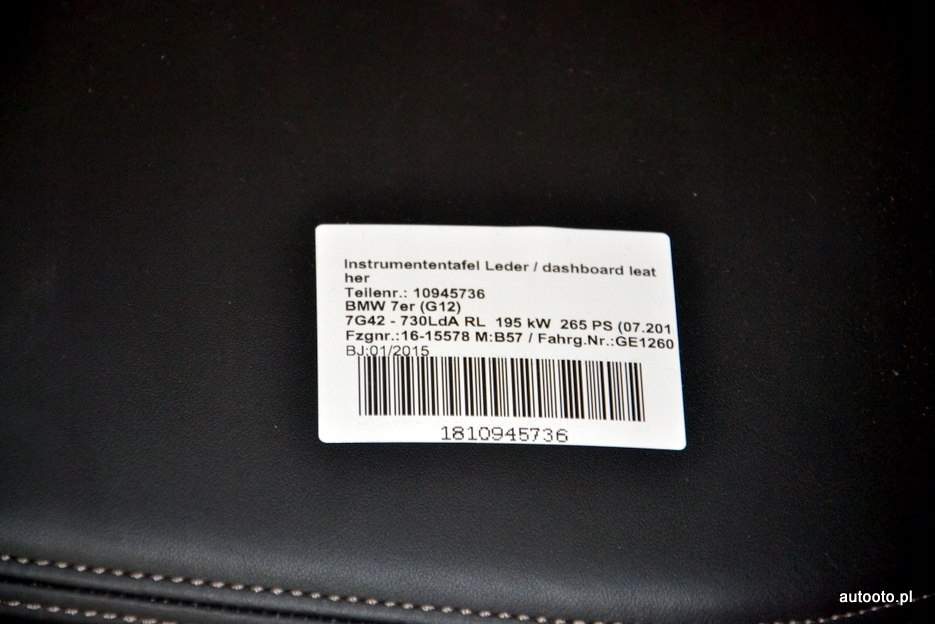 Instrumententafel Leder / dashboard leat
her
Teilenr.: 10945736
BMW 7er (G12)
7G42 - 730LdA RL 195 kW 265 PS (07.201
Fzgnr.:16-15578 M:B57 / Fahrg.Nr.:GE1260
BJ:01/2015
1810945736
autooto.pl